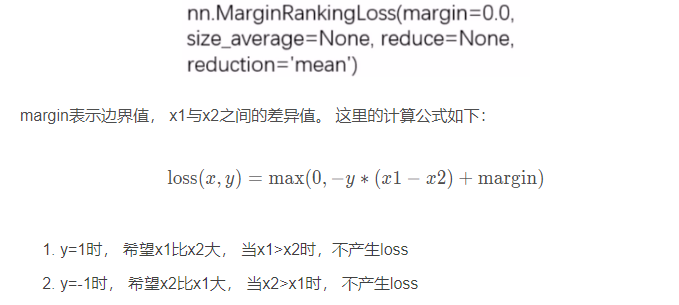 nn.MarginRankingLoss(margin=0.0,
size_average=None, reduce=None,
reduction='mean')
margin表示边界值， x1与x2之间的差异值。 这里的计算公式如下：
loss(x, y) = max(0, −y ∗ (x1 − x2) + margin)
1. y=1时， 希望x1比x2大， 当x1>x2时，不产生loss
2. y=-1时， 希望x2比x1大， 当x2>x1时， 不产生loss